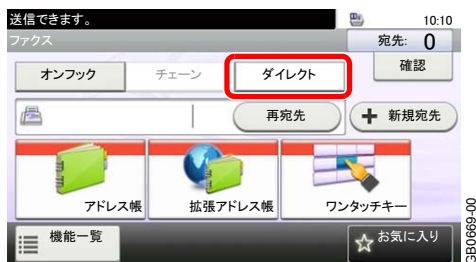 送信できます。
10:10
ファクス
宛先: 0
オンフック
チェーン
ダイレクト
確認
再宛先
+ 新規宛先
アドレス帳
拡張アドレス帳
ワンタッチキー
機能一覧
お気に入り
GB0669-00